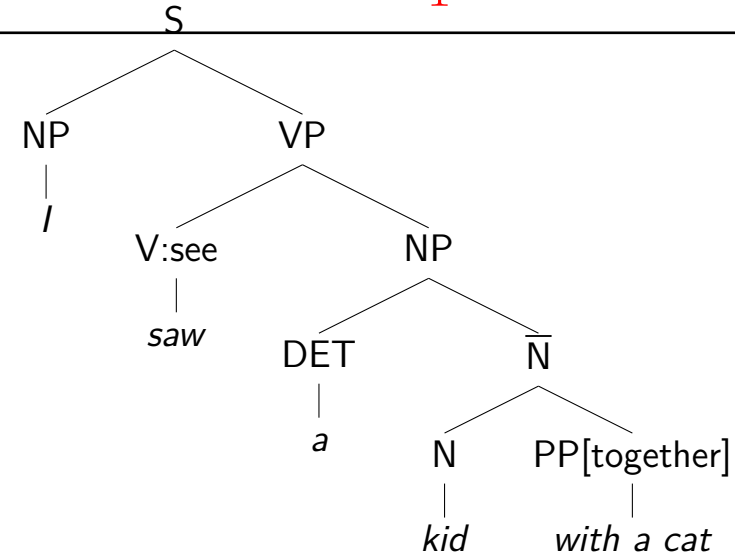 S
NP VP
I
V:see NP
saw
DET N̅
a
N PP[together]
kid with a cat